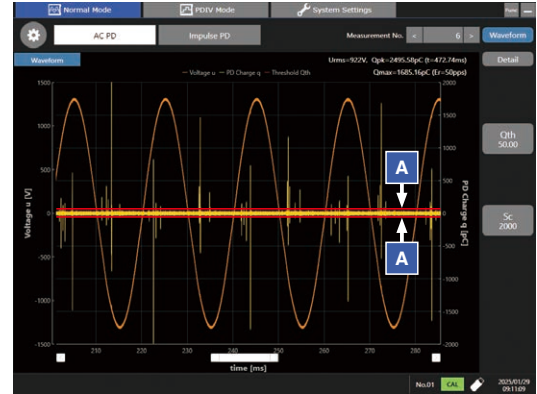 Normal Mode
PDIV Mode
System Settings
AC PD
Impulse PD
Measurement No.
<
6
>
Waveform
Waveform
Urms=922V, Qpk=2495.58pC (t=472.74ms)
Detail
Voltage u
PD Charge q
Threshold Qth
Qmax=1685.16pC (Er=50pps)
1500
2000
1000
1500
1000
Qth
50.00
500
500
A
0
0
Sc
2000
A
-500
-500
-1000
-1000
-1500
-1500
-2000
Voltage u [V]
PD Charge q [pC]
210
220
230
240
250
260
270
280
time [ms]
No.01
CAL
2025/01/29
09:11:09